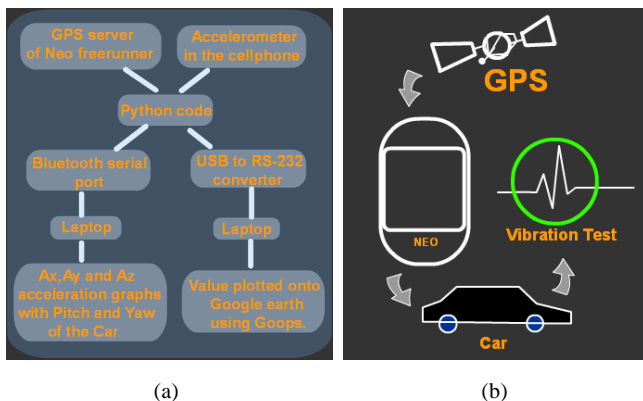 GPS server
of Neo freerunner
Accelerometer
in the cellphone
Python code
Bluetooth serial
port
USB to RS-232
converter
Laptop
Laptop
Ax,Ay and Az
acceleration graphs
with Pitch and Yaw
of the Car
Value plotted onto
Google earth
using Goops.
(a)
GPS
NEO
Vibration Test
Car
(b)